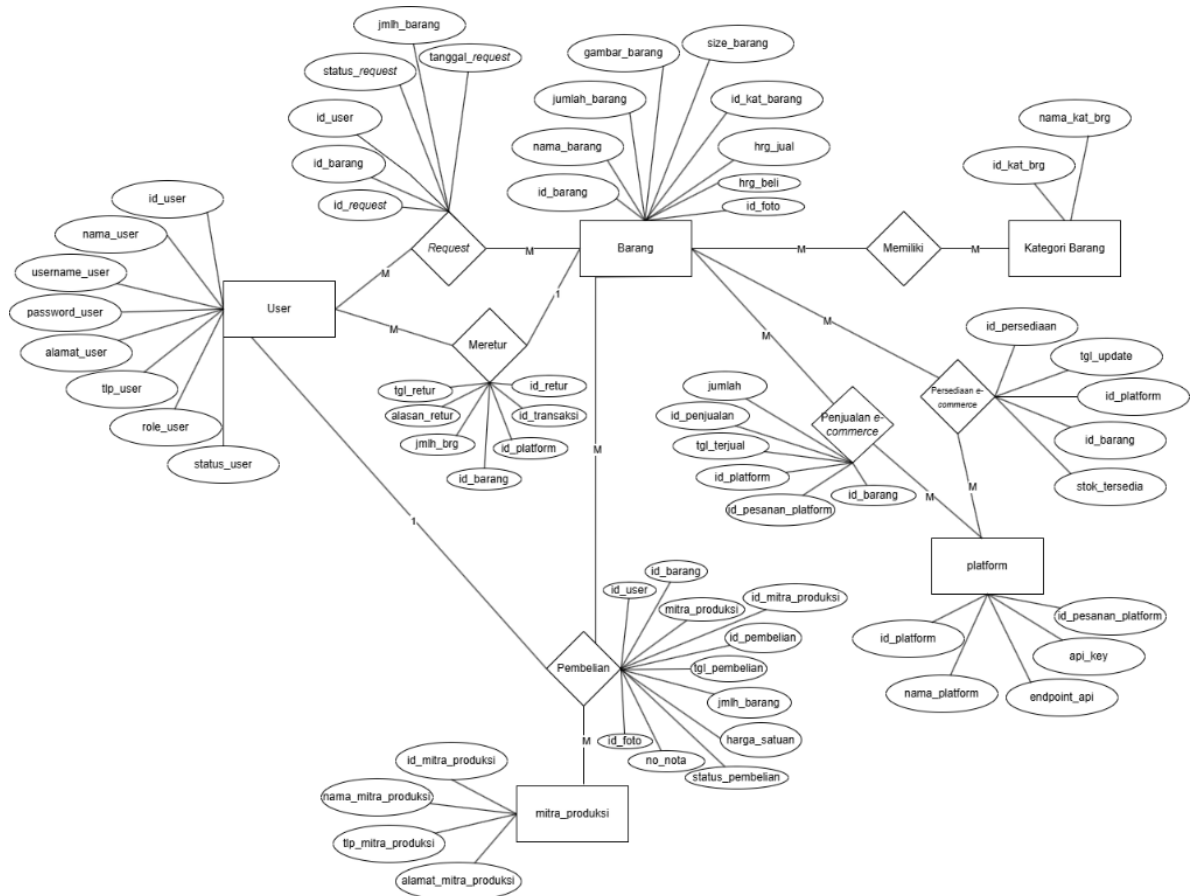 jmlh_barang
tanggal_request
status_request
id_user
id_barang
id_request
Request
M
M
gambar_barang
size_barang
jumlah_barang
id_kat_barang
nama_barang
hrg_jual
id_barang
hrg_beli
id_foto
Barang
M
Memiliki
M
Kategori Barang
nama_kat_brg
id_kat_brg
id_user
nama_user
username_user
password_user
alamat_user
tlp_user
role_user
status_user
User
M
1
Meretur
tgl_retur
id_retur
alasan_retur
id_transaksi
jmlh_brg
id_platform
id_barang
M
M
Persediaan e-
commerce
id_persediaan
tgl_update
id_platform
id_barang
stok_tersedia
M
Penjualan e-
commerce
jumlah
id_penjualan
tgl_terjual
id_platform
id_pesanan_platform
id_barang
M
platform
id_platform
nama_platform
endpoint_api
api_key
id_pesanan_platform
M
1
Pembelian
id_user
id_barang
mitra_produksi
id_mitra_produksi
id_pembelian
tgl_pembelian
jmlh_barang
harga_satuan
status_pembelian
no_nota
id_foto
M
mitra_produksi
id_mitra_produksi
nama_mitra_produksi
tlp_mitra_produksi
alamat_mitra_produksi